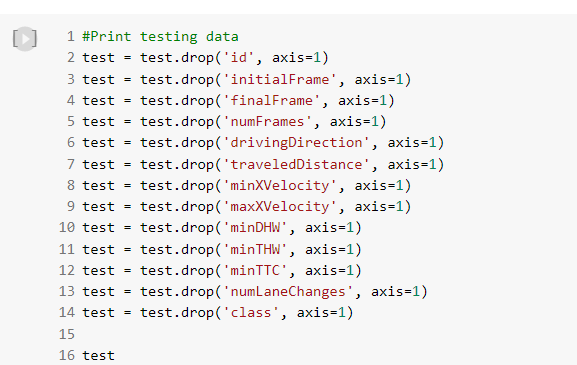 1 #Print testing data
2 test = test.drop('id', axis=1)
3 test = test.drop('initialFrame', axis=1)
4 test = test.drop('finalFrame', axis=1)
5 test = test.drop('numFrames', axis=1)
6 test = test.drop('drivingDirection', axis=1)
7 test = test.drop('traveledDistance', axis=1)
8 test = test.drop('minXVelocity', axis=1)
9 test = test.drop('maxXVelocity', axis=1)
10 test = test.drop('minDHW', axis=1)
11 test = test.drop('minTHW', axis=1)
12 test = test.drop('minTTC', axis=1)
13 test = test.drop('numLaneChanges', axis=1)
14 test = test.drop('class', axis=1)
15
16 test